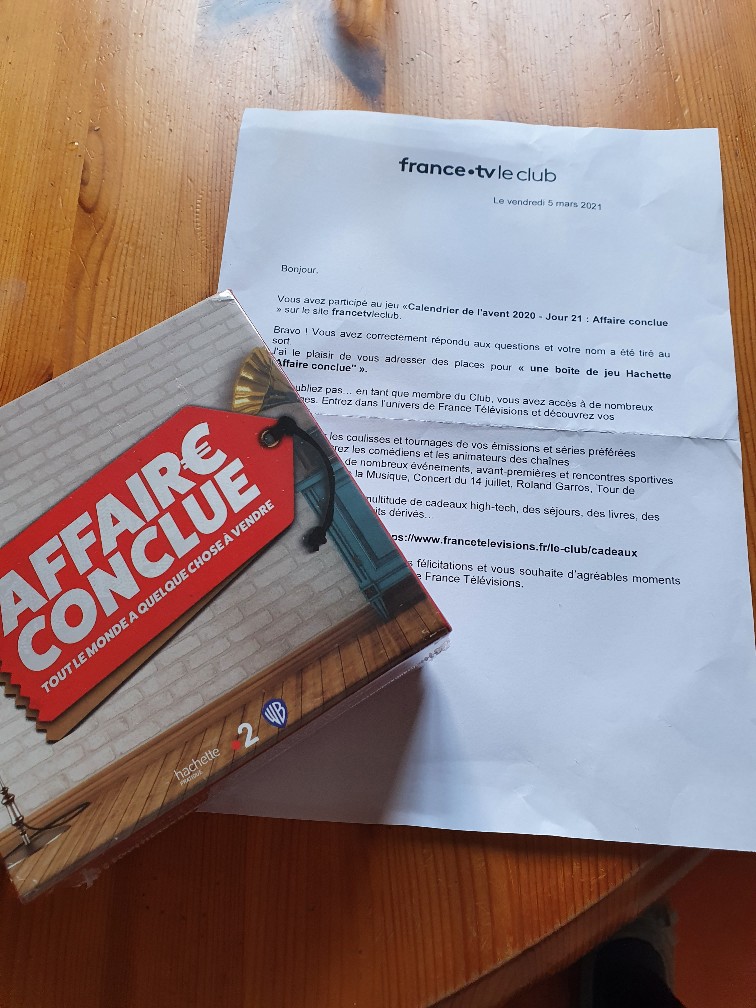 france•tv le club
Le vendredi 5 mars 2021
Bonjour,
Vous avez participé au jeu «Calendrier de l'avent 2020 - Jour 21 : Affaire conclue
» sur le site francetvleclub.
Bravo ! Vous avez correctement répondu aux questions et votre nom a été tiré au
sort
J'ai le plaisir de vous adresser des places pour « une boîte de jeu Hachette
Affaire conclue" ».
oubliez pas... en tant que membre du Club, vous avez accès à de nombreux
ges. Entrez dans l'univers de France Télévisions et découvrez vos
les coulisses et tournages de vos émissions et séries préférées
rez les comédiens et les animateurs des chaînes
de nombreux événements, avant-premières et rencontres sportives
la Musique, Concert du 14 juillet, Roland Garros, Tour de
multitude de cadeaux high-tech, des séjours, des livres, des
its dérivés..
ps://www.francetelevisions.fr/le-club/cadeaux
s félicitations et vous souhaite d'agréables moments
e France Télévisions.
AFFAIR€
CONCLUE
TOUT LE MONDE A QUELQUE CHOSE À VENDRE
hachette
PRATIQUE
•2
WB